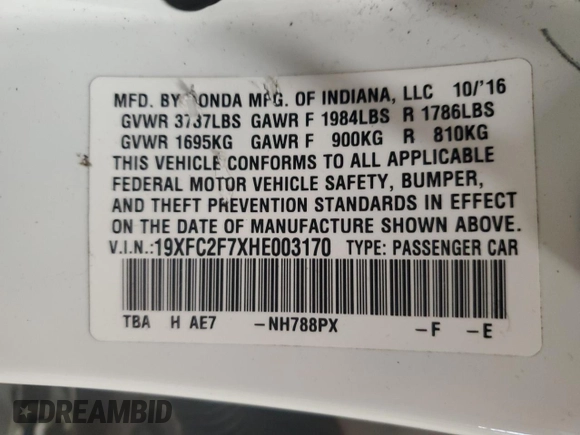 MFD. BY HONDA MFG. OF INDIANA, LLC 10/'16
GVWR 3737LBS GAWR F 1984LBS R 1786LBS
GVWR 1695KG GAWR F 900KG R 810KG
THIS VEHICLE CONFORMS TO ALL APPLICABLE
FEDERAL MOTOR VEHICLE SAFETY, BUMPER,
AND THEFT PREVENTION STANDARDS IN EFFECT
ON THE DATE OF MANUFACTURE SHOWN ABOVE.
V.I.N.:19XFC2F7XHE003170 TYPE: PASSENGER CAR
TBA H AE7 -NH788PX -F -E
DREAMBID